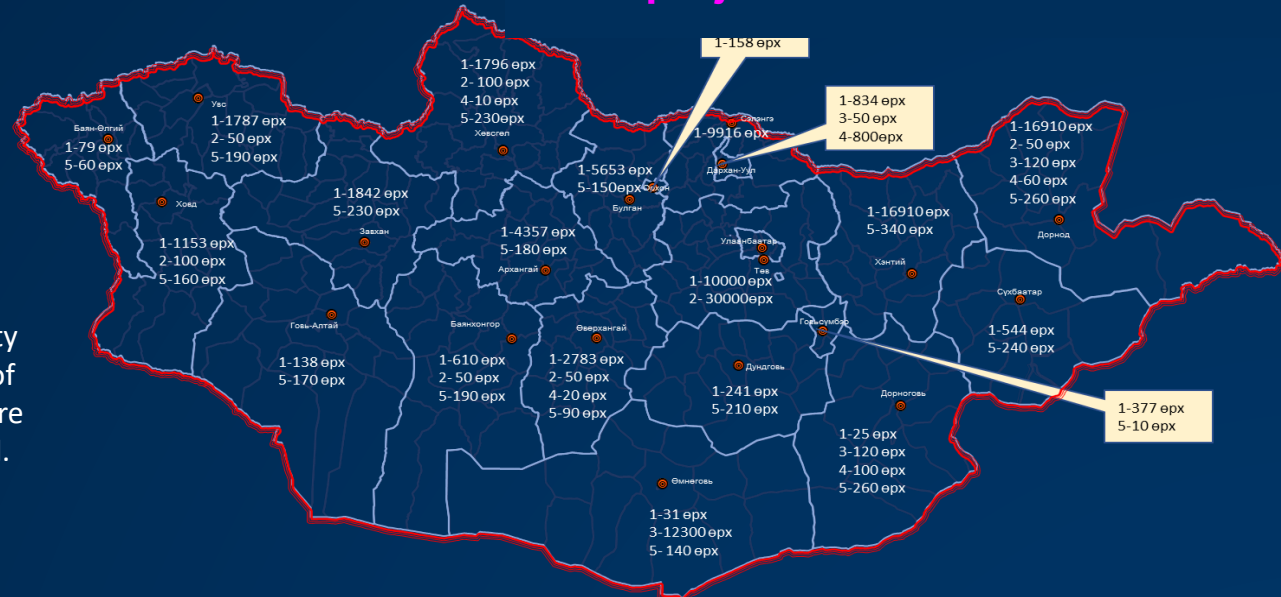 1-158 өрх
1-1796 өрх
2- 100 өрх
4-10 өрх
5-230өрх
Хөвсгөл
1-834 өрх
3-50 өрх
4-800өрх
Сэлэнгэ
1-9916 өрх
Дархан-Уул
Увс
1-1787 өрх
2- 50 өрх
5-190 өрх
Баян-Өлгий
1-79 өрх
5-60 өрх
1-16910 өрх
2- 50 өрх
3-120 өрх
4-60 өрх
5-260 өрх
Дорнод
1-5653 өрх
5-150өрх
Орхон
Булган
Ховд
1-1153 өрх
2-100 өрх
5-160 өрх
1-1842 өрх
5-230 өрх
Завхан
1-4357 өрх
5-180 өрх
Архангай
Улаанбаатар
Төв
1-10000 өрх
2- 30000өрх
1-16910 өрх
5-340 өрх
Хэнтий
Сүхбаатар
1-544 өрх
5-240 өрх
Говь-Алтай
1-138 өрх
5-170 өрх
Баянхонгор
1-610 өрх
2- 50 өрх
5-190 өрх
Өвөрхангай
1-2783 өрх
2- 50 өрх
4-20 өрх
5-90 өрх
Говьсүмбэр
Дундговь
1-241 өрх
5-210 өрх
Дорноговь
1-25 өрх
3-120 өрх
4-100 өрх
5-260 өрх
1-377 өрх
5-10 өрх
Өмнөговь
1-31 өрх
3-12300 өрх
5- 140 өрх
ty
of
re
.